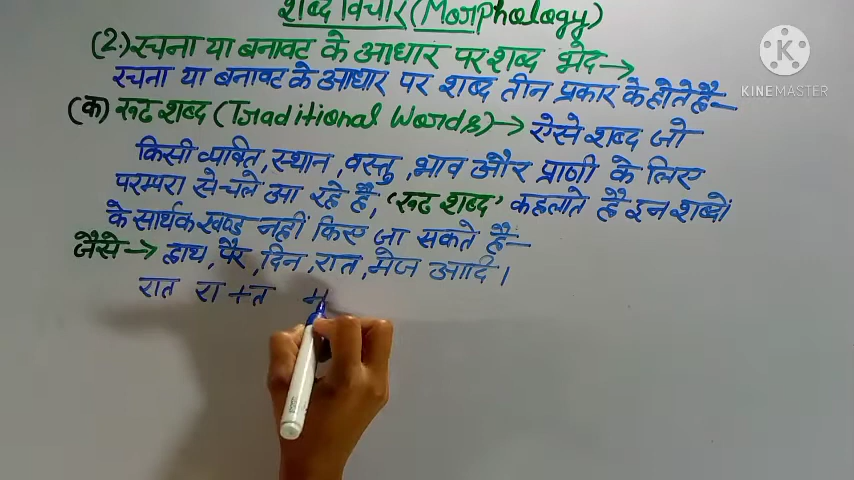 शब्द विचार (Morphology)
(2.) रचना या बनावट के आधार पर शब्द भेद →
रचना या बनावट के आधार पर शब्द तीन प्रकार के होते हैं–
(क) रूढ शब्द (Traditional Words) → ऐसे शब्द जो
किसी व्यक्ति, स्थान, वस्तु, भाव और प्राणी के लिए
परम्परा से चले आ रहे हैं, 'रूढ शब्द' कहलाते है इन शब्दों
के सार्थक खण्ड नहीं किए जा सकते हैं–
जैसे → हाथ, पैर, दिन, रात, मेज आदि।
रात रा + त
KINEMASTER